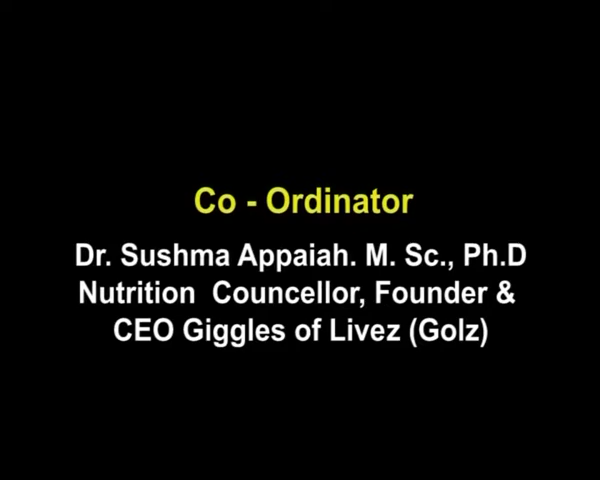 Co - Ordinator
Dr. Sushma Appaiah. M. Sc., Ph.D
Nutrition Councellor, Founder &
CEO Giggles of Livez (Golz)